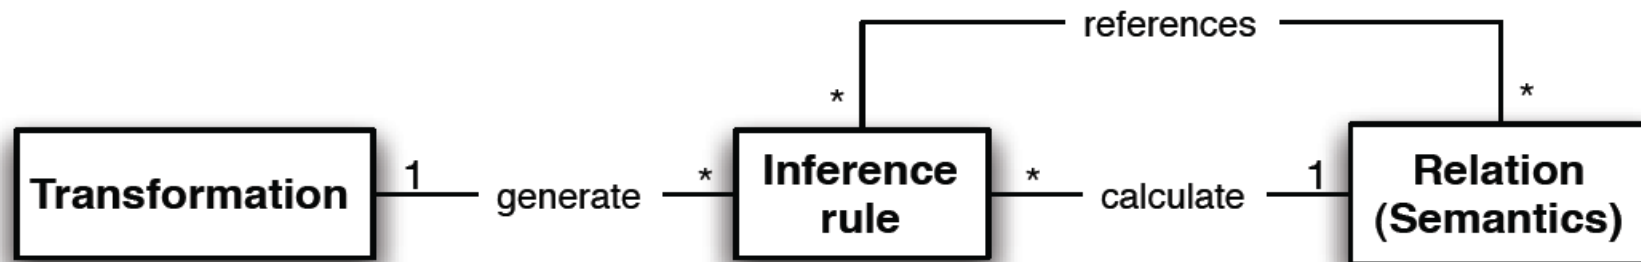 references
*
*
Transformation
1
generate
*
Inference
rule
*
calculate
1
Relation
(Semantics)